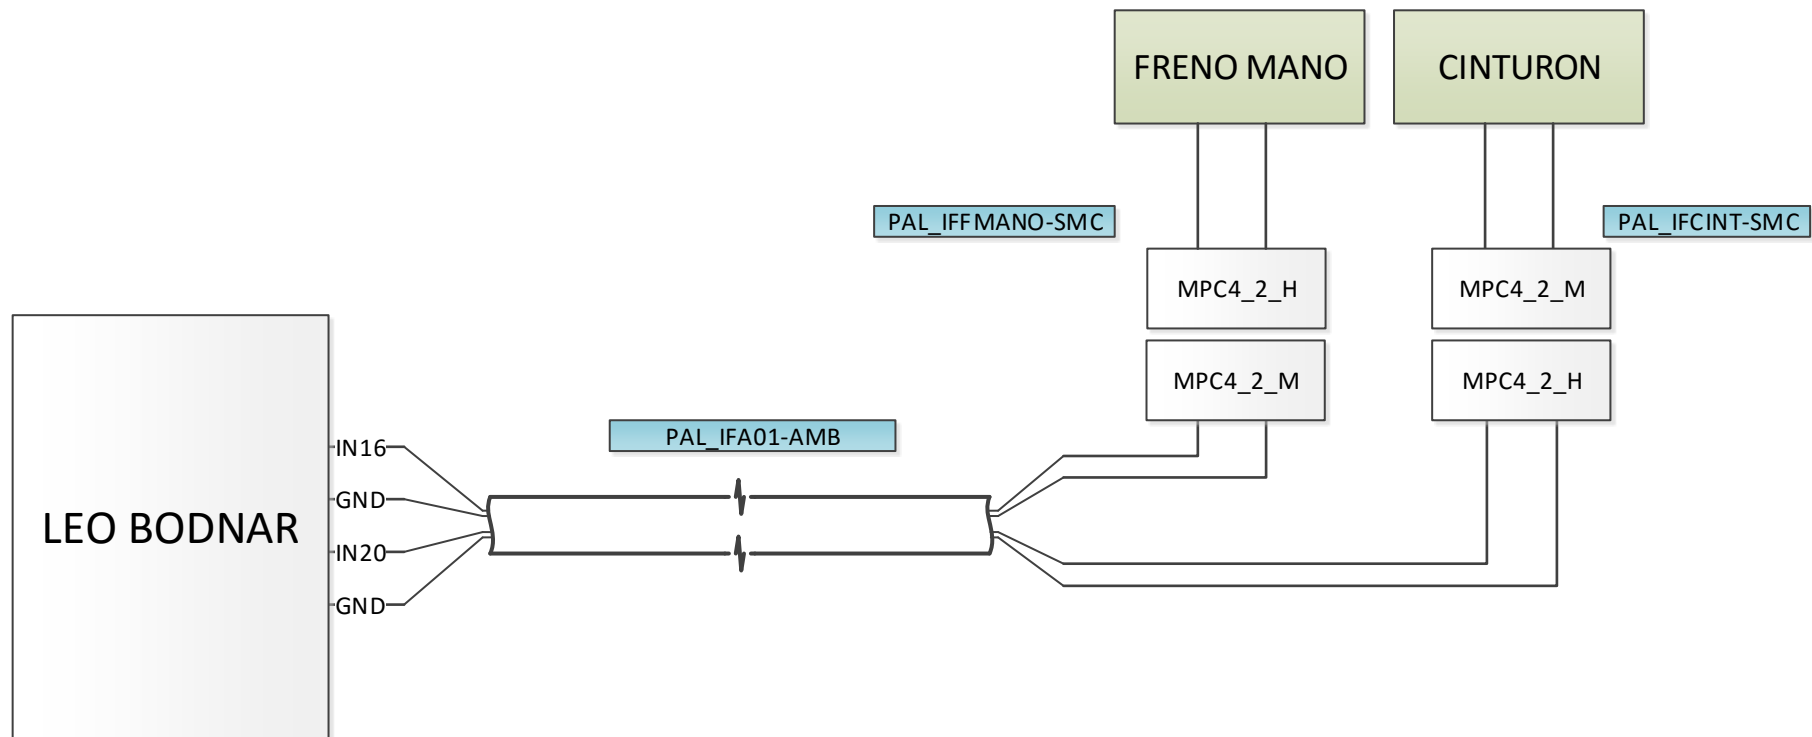 FRENO MANO
CINTURON
PAL_IFFMANO-SMC
PAL_IFCINT-SMC
MPC4_2_H
MPC4_2_M
MPC4_2_M
MPC4_2_H
PAL_IFA01-AMB
LEO BODNAR
IN16
GND
IN20
GND